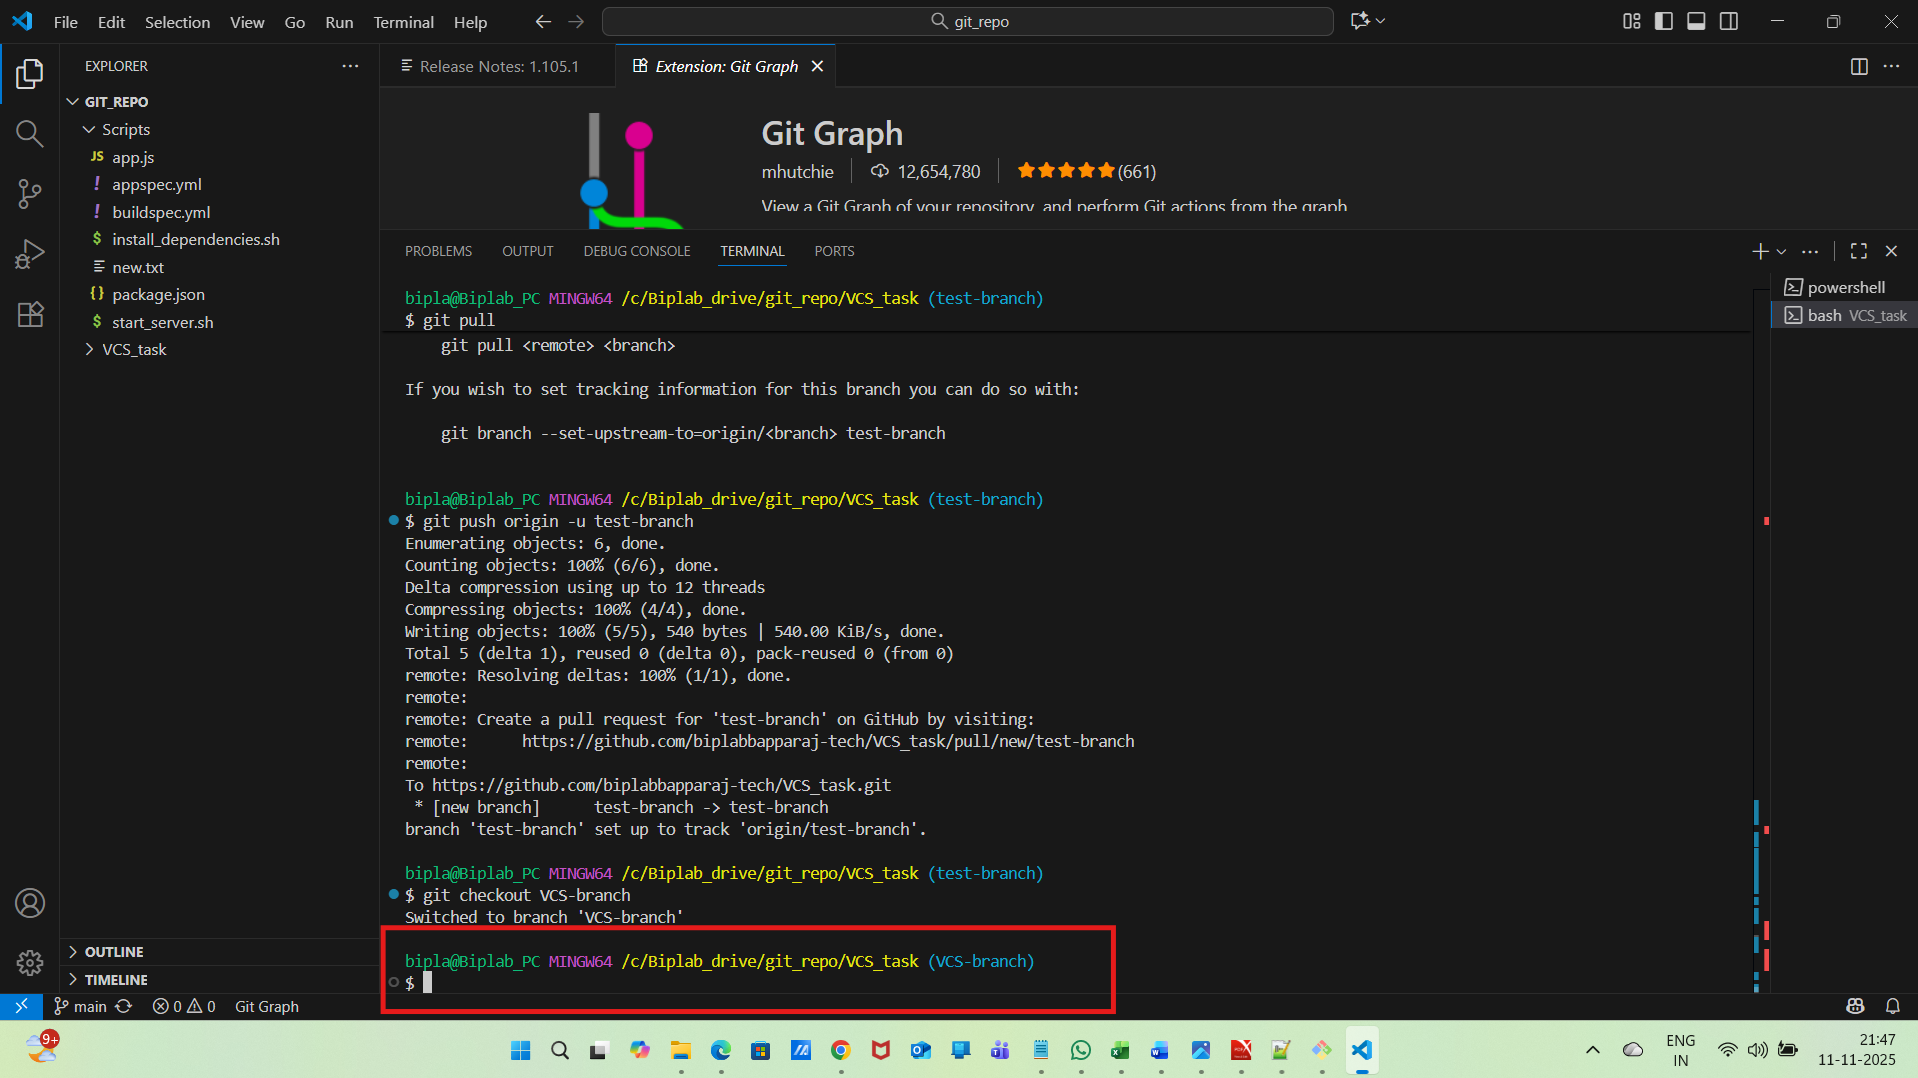 File Edit Selection View Go Run Terminal Help
git_repo
EXPLORER
GIT_REPO
Scripts
JS app.js
! appspec.yml
! buildspec.yml
$ install_dependencies.sh
new.txt
{} package.json
$ start_server.sh
VCS_task
OUTLINE
TIMELINE
Release Notes: 1.105.1
Extension: Git Graph
Git Graph
mhutchie 12,654,780 (661)
View a Git Graph of your repository, and perform Git actions from the graph
PROBLEMS OUTPUT DEBUG CONSOLE TERMINAL PORTS
bipla@Biplab_PC MINGW64 /c/Biplab_drive/git_repo/VCS_task (test-branch)
$ git pull
git pull <remote> <branch>
If you wish to set tracking information for this branch you can do so with:
git branch --set-upstream-to=origin/<branch> test-branch
bipla@Biplab_PC MINGW64 /c/Biplab_drive/git_repo/VCS_task (test-branch)
$ git push origin -u test-branch
Enumerating objects: 6, done.
Counting objects: 100% (6/6), done.
Delta compression using up to 12 threads
Compressing objects: 100% (4/4), done.
Writing objects: 100% (5/5), 540 bytes | 540.00 KiB/s, done.
Total 5 (delta 1), reused 0 (delta 0), pack-reused 0 (from 0)
remote: Resolving deltas: 100% (1/1), done.
remote:
remote: Create a pull request for 'test-branch' on GitHub by visiting:
remote:      https://github.com/biplabbapparaj-tech/VCS_task/pull/new/test-branch
remote:
To https://github.com/biplabbapparaj-tech/VCS_task.git
* [new branch]      test-branch -> test-branch
branch 'test-branch' set up to track 'origin/test-branch'.
bipla@Biplab_PC MINGW64 /c/Biplab_drive/git_repo/VCS_task (test-branch)
$ git checkout VCS-branch
Switched to branch 'VCS-branch'
bipla@Biplab_PC MINGW64 /c/Biplab_drive/git_repo/VCS_task (VCS-branch)
$
powershell
bash VCS_task
main 0 0 Git Graph
9+
ENG
IN
21:47
11-11-2025